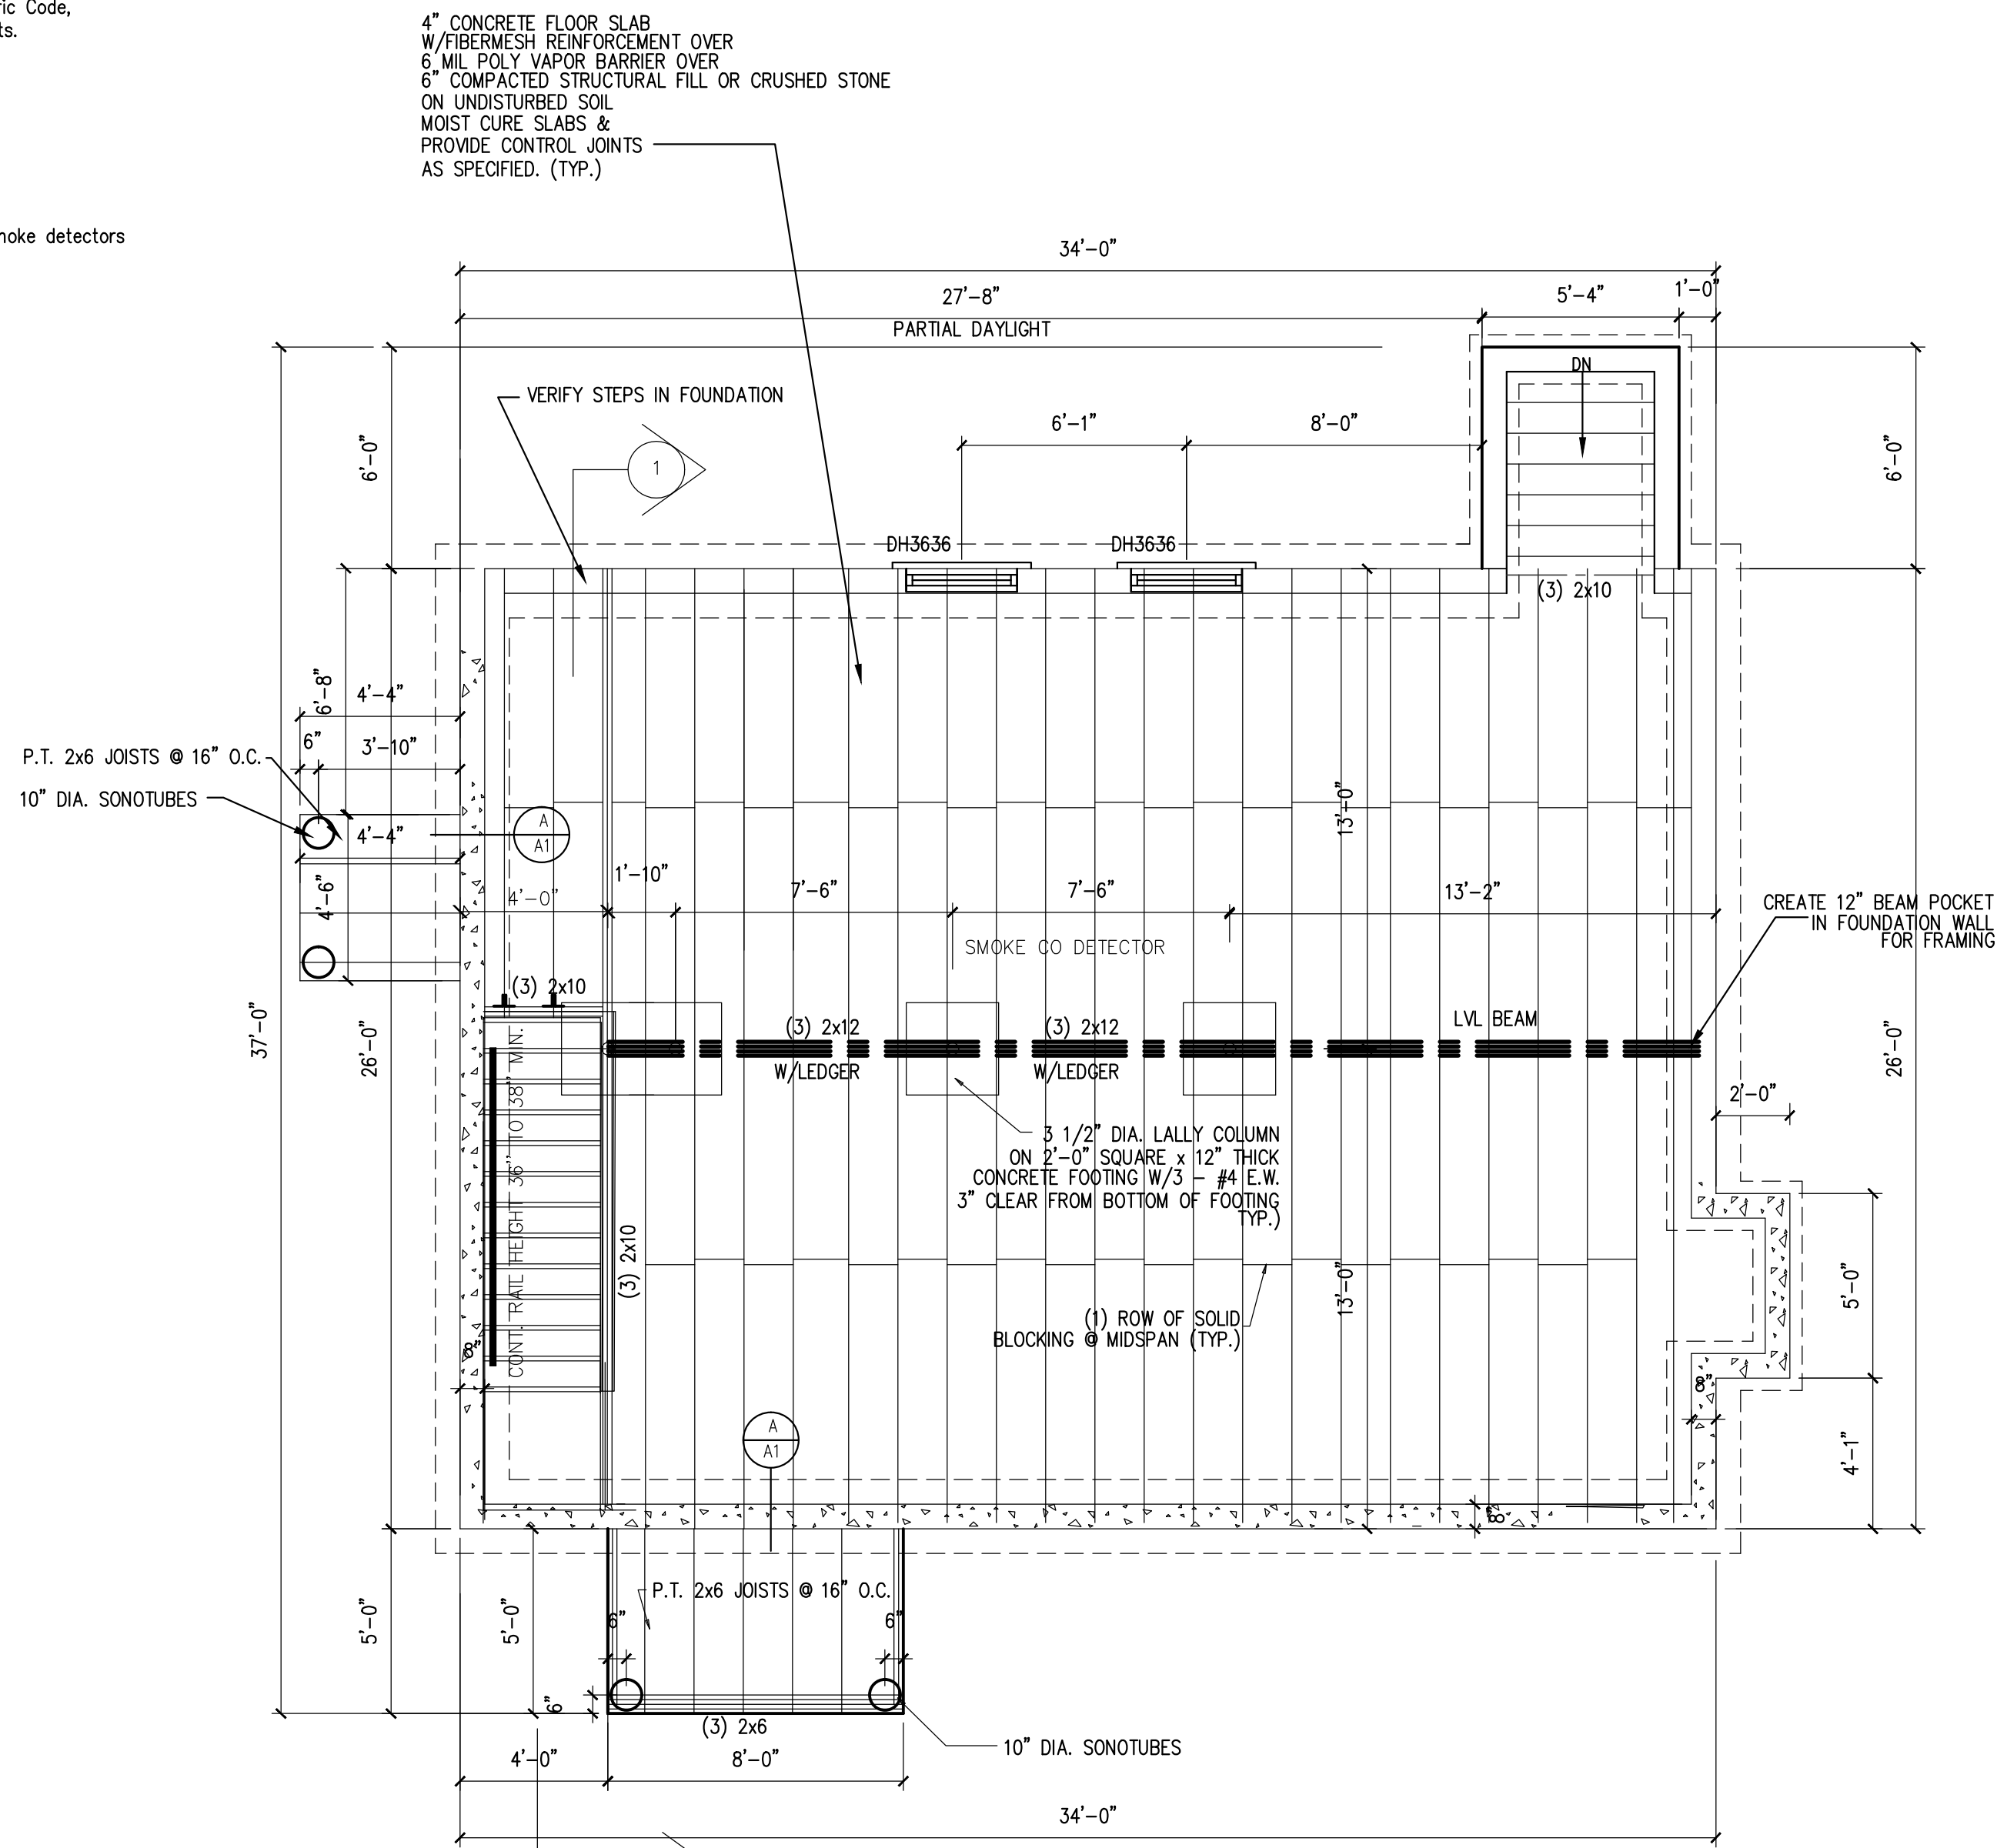 ric Code,
ts.
noke detectors
4" CONCRETE FLOOR SLAB
W/FIBERMESH REINFORCEMENT OVER
6 MIL POLY VAPOR BARRIER OVER
6" COMPACTED STRUCTURAL FILL OR CRUSHED STONE
ON UNDISTURBED SOIL
MOIST CURE SLABS &
PROVIDE CONTROL JOINTS
AS SPECIFIED. (TYP.)
34'-0"
27'-8"
5'-4"
1'-0"
PARTIAL DAYLIGHT
DN
VERIFY STEPS IN FOUNDATION
6'-1"
8'-0"
6'-0"
6'-0"
1
DH3636
DH3636
(3) 2x10
6'-8"
4'-4"
6"
3'-10"
P.T. 2x6 JOISTS @ 16" O.C.
10" DIA. SONOTUBES
4'-4"
A
A1
13'-0"
4'-6"
1'-10"
4'-0"
7'-6"
7'-6"
13'-2"
CREATE 12" BEAM POCKET
IN FOUNDATION WALL
FOR FRAMING
SMOKE CO DETECTOR
(3) 2x10
37'-0"
26'-0"
26'-0"
(3) 2x12
(3) 2x12
LVL BEAM
W/LEDGER
W/LEDGER
CONT. RAIL HEIGHT 36" TO 38" MIN.
2'-0"
3 1/2" DIA. LALLY COLUMN
ON 2'-0" SQUARE x 12" THICK
CONCRETE FOOTING W/3 - #4 E.W.
3" CLEAR FROM BOTTOM OF FOOTING
TYP.)
(3) 2x10
13'-0"
5'-0"
(1) ROW OF SOLID
BLOCKING @ MIDSPAN (TYP.)
8"
8"
4'-1"
A
A1
8"
P.T. 2x6 JOISTS @ 16" O.C.
5'-0"
5'-0"
6"
6"
6"
(3) 2x6
10" DIA. SONOTUBES
4'-0"
8'-0"
34'-0"